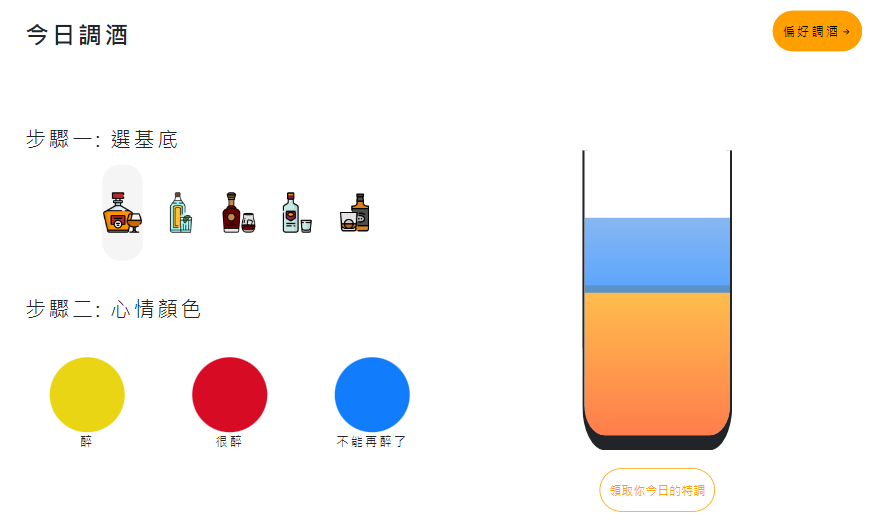 今日調酒
偏好調酒 →
步驟一: 選基底
步驟二: 心情顏色
醉
很醉
不能再醉了
領取你今日的特調